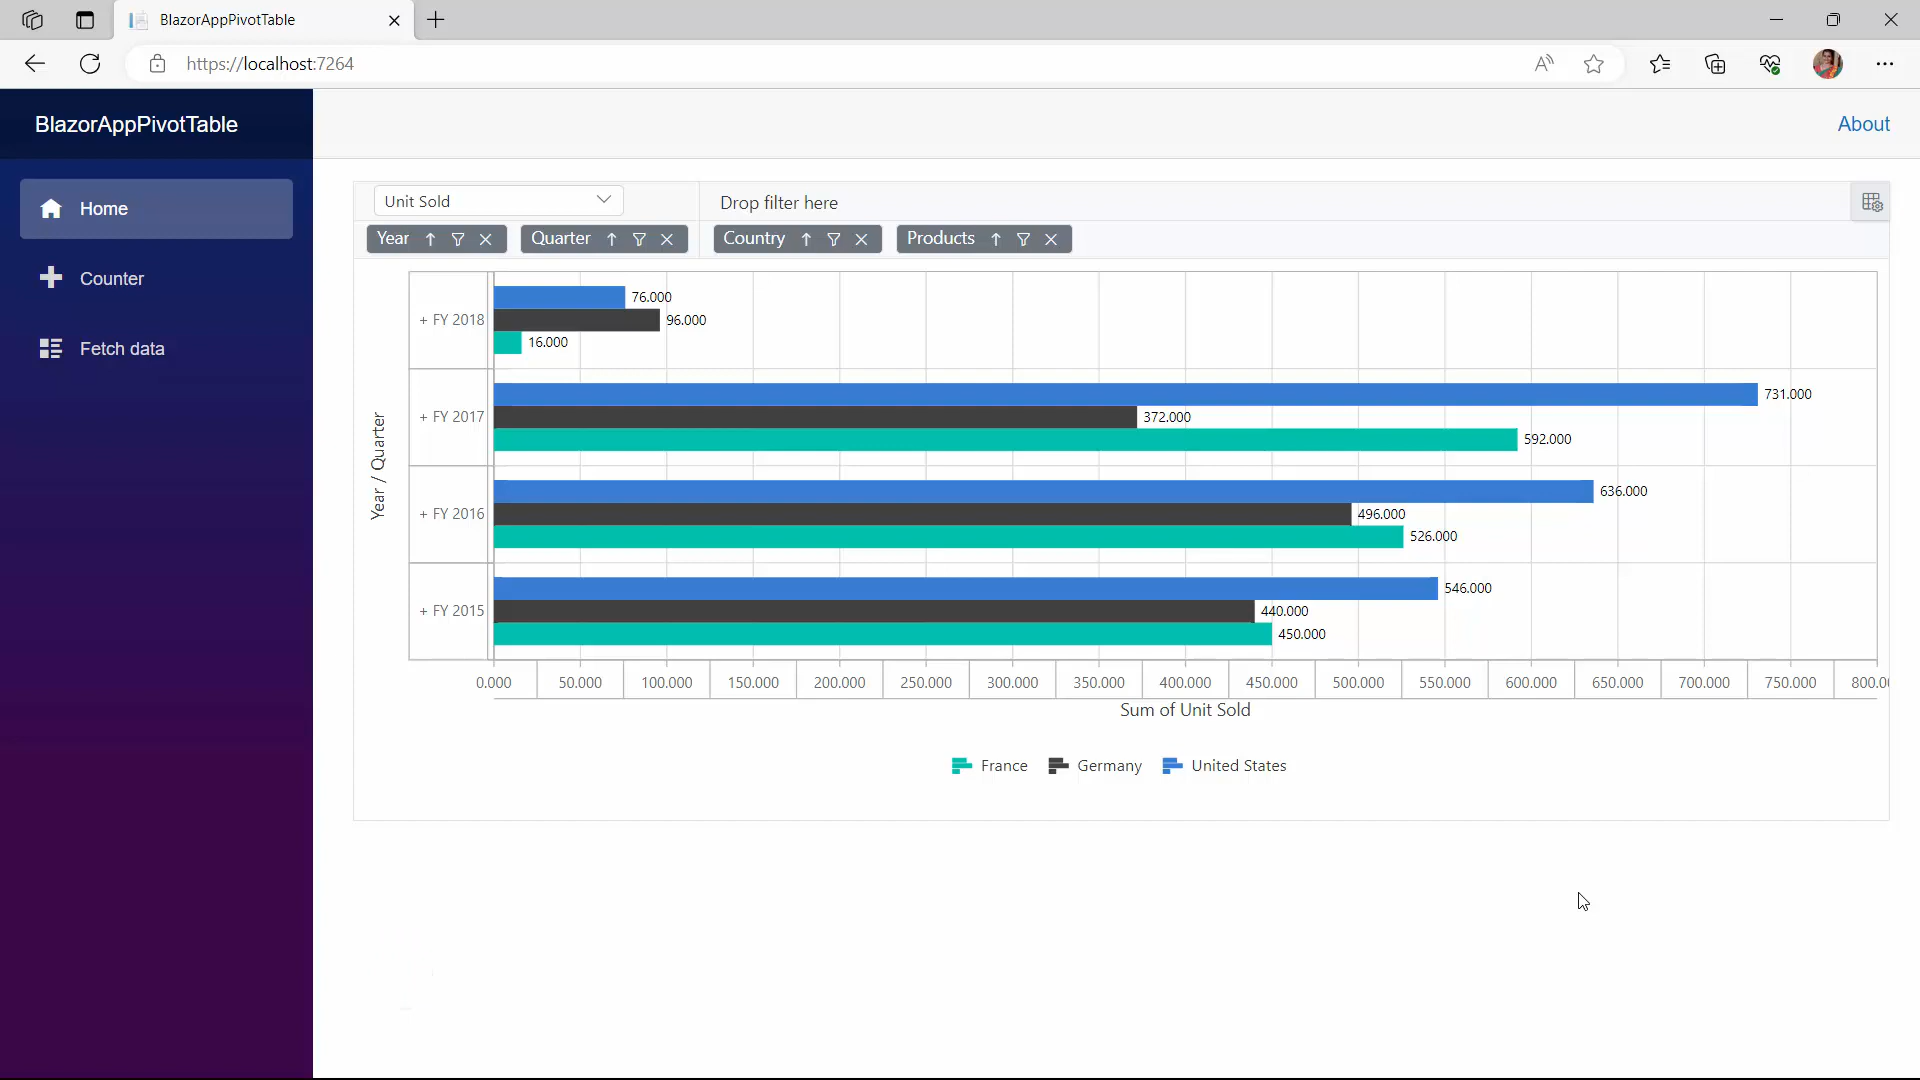 BlazorAppPivotTable
https://localhost:7264
BlazorAppPivotTable
About
Home
Counter
Fetch data
Unit Sold
Drop filter here
Year
Quarter
Country
Products
Year / Quarter
+ FY 2018
76.000
96.000
16.000
+ FY 2017
731.000
372.000
592.000
+ FY 2016
636.000
496.000
526.000
+ FY 2015
546.000
440.000
450.000
0.000 50.000 100.000 150.000 200.000 250.000 300.000 350.000 400.000 450.000 500.000 550.000 600.000 650.000 700.000 750.000 800.0
Sum of Unit Sold
France Germany United States